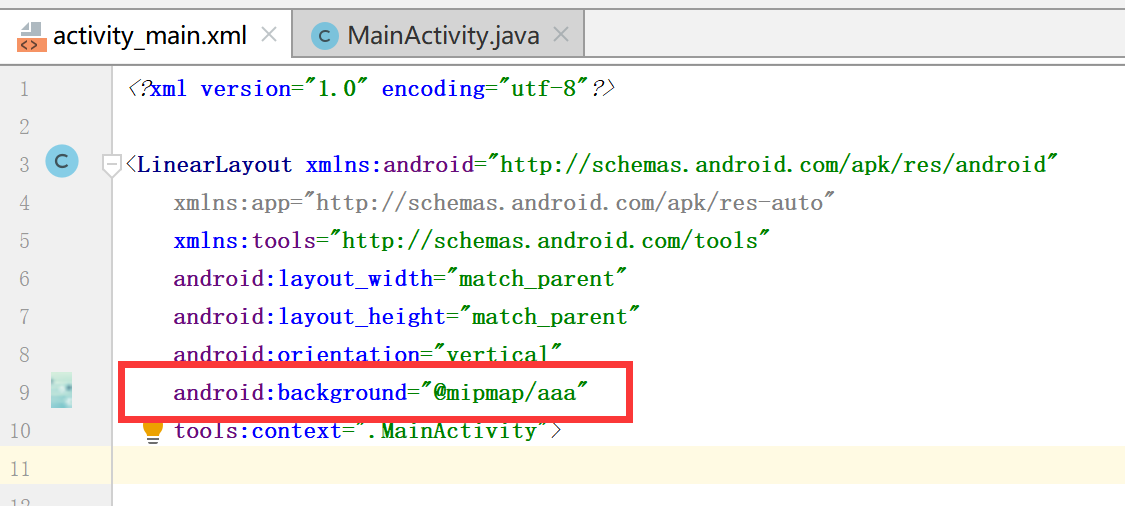 activity_main.xml
C MainActivity.java
1 <?xml version="1.0" encoding="utf-8"?>
2
3 C <LinearLayout xmlns:android="http://schemas.android.com/apk/res/android"
4 xmlns:app="http://schemas.android.com/apk/res-auto"
5 xmlns:tools="http://schemas.android.com/tools"
6 android:layout_width="match_parent"
7 android:layout_height="match_parent"
8 android:orientation="vertical"
9 android:background="@mipmap/aaa"
10 tools:context=".MainActivity">
11
12